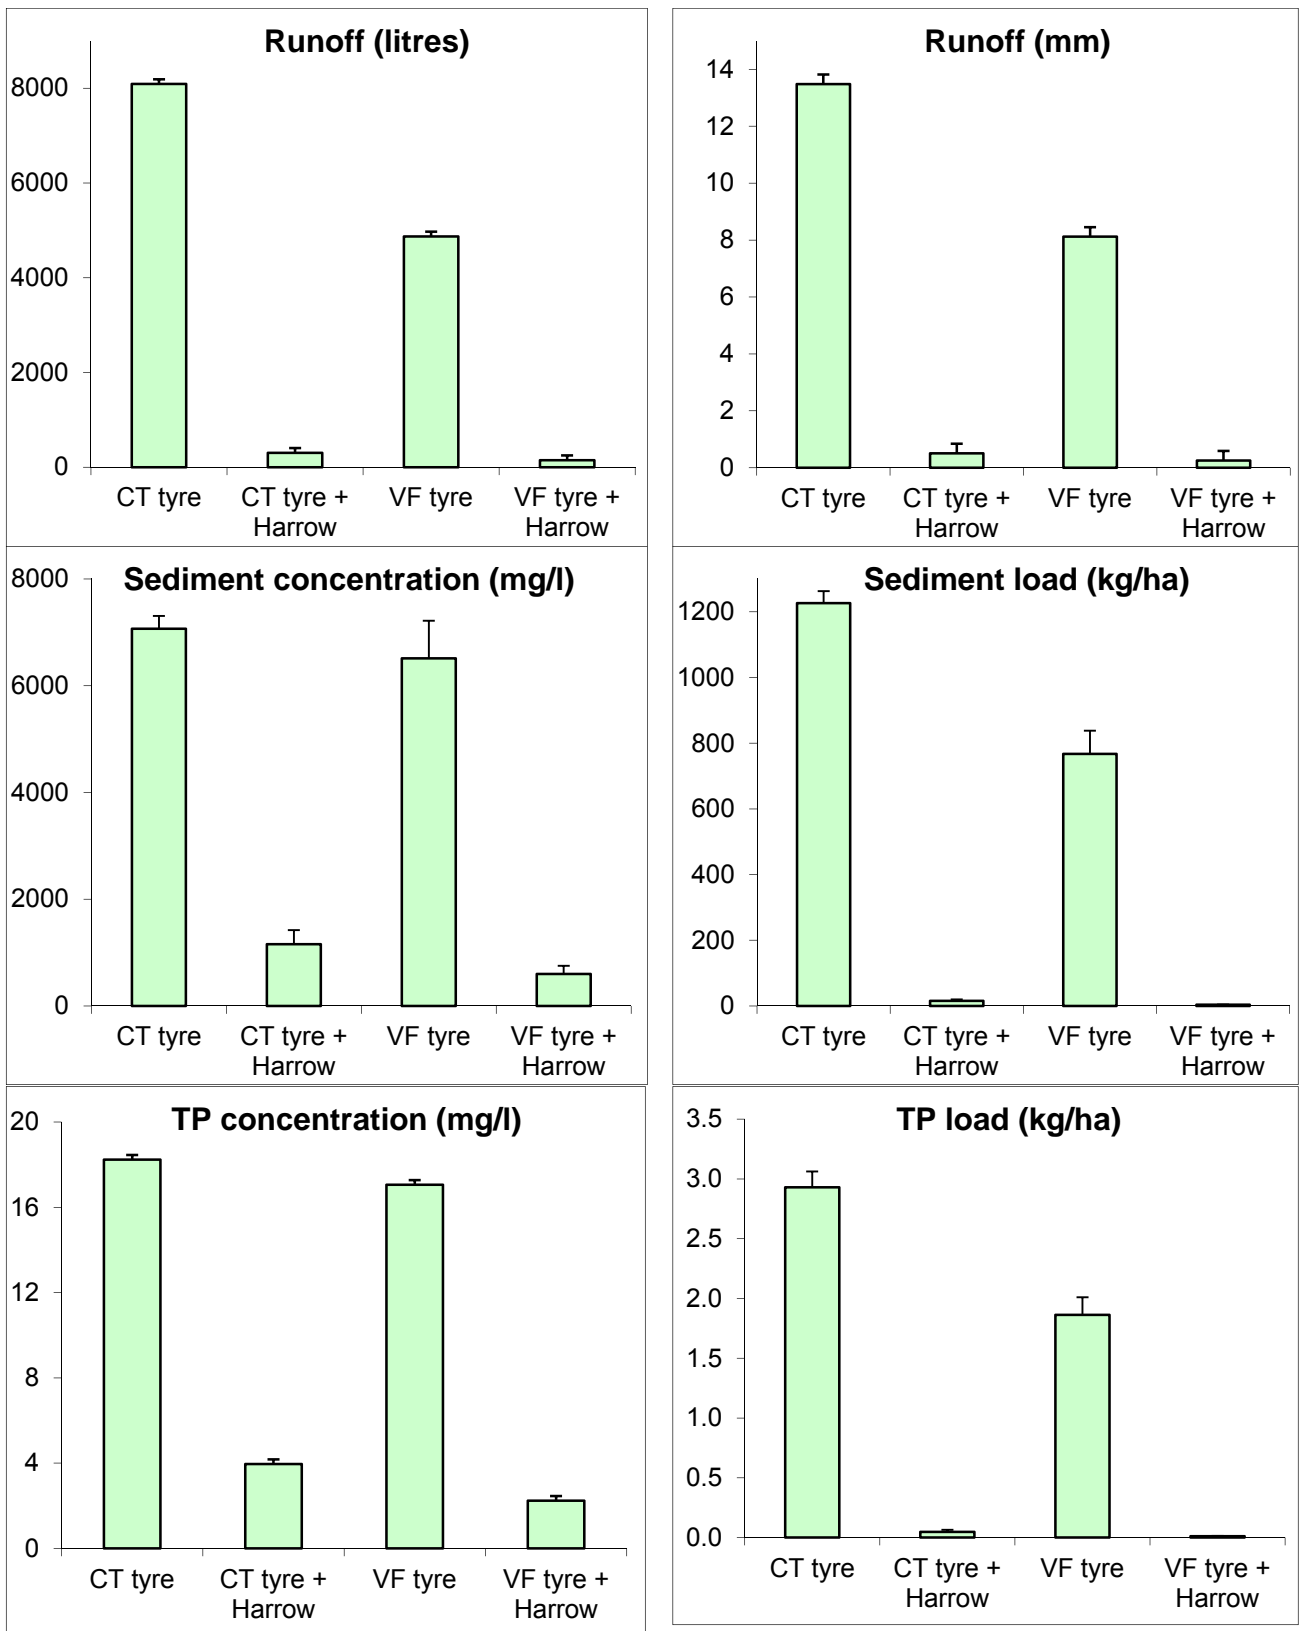 Runoff (litres)
8000
6000
4000
2000
0
CT tyre
CT tyre +
Harrow
VF tyre
VF tyre +
Harrow
Runoff (mm)
14
12
10
8
6
4
2
0
CT tyre
CT tyre +
Harrow
VF tyre
VF tyre +
Harrow
Sediment concentration (mg/l)
8000
6000
4000
2000
0
CT tyre
CT tyre +
Harrow
VF tyre
VF tyre +
Harrow
Sediment load (kg/ha)
1200
1000
800
600
400
200
0
CT tyre
CT tyre +
Harrow
VF tyre
VF tyre +
Harrow
TP concentration (mg/l)
20
16
12
8
4
0
CT tyre
CT tyre +
Harrow
VF tyre
VF tyre +
Harrow
TP load (kg/ha)
3.5
3.0
2.5
2.0
1.5
1.0
0.5
0.0
CT tyre
CT tyre +
Harrow
VF tyre
VF tyre +
Harrow